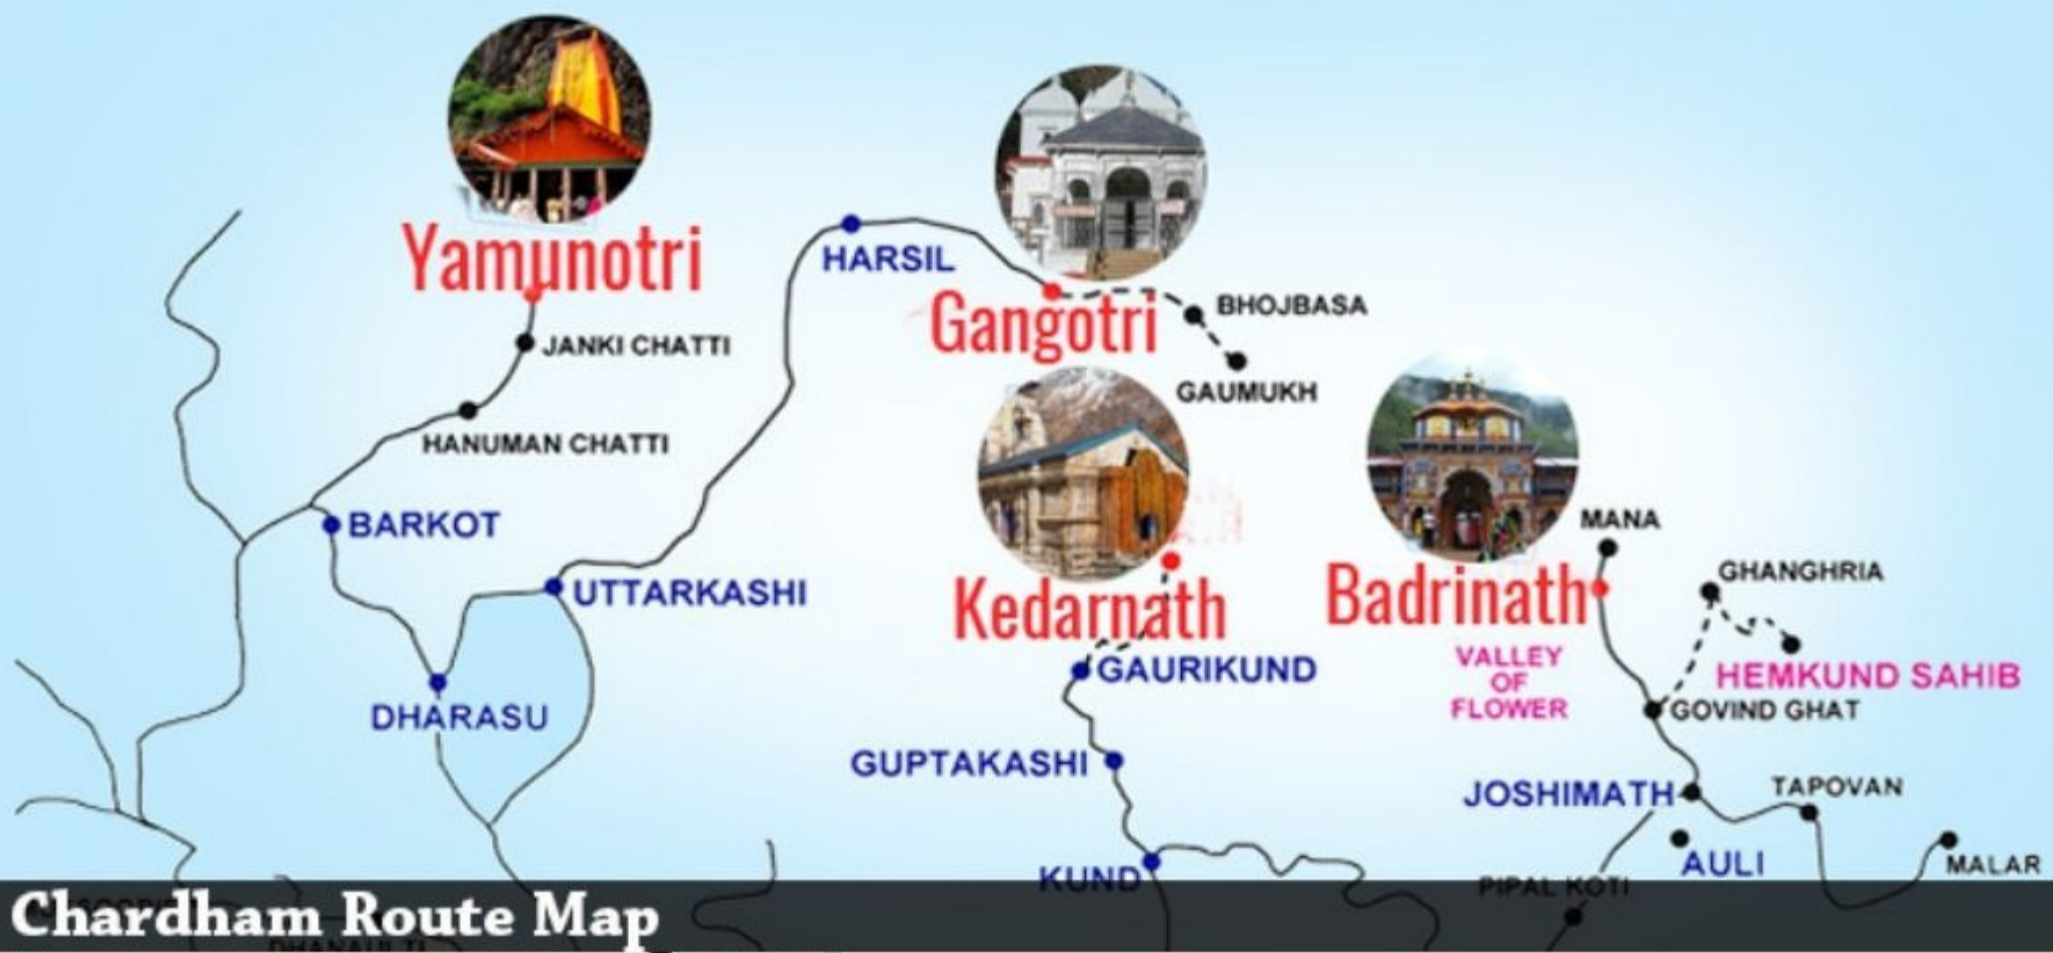 Yamunotri
HARSIL
Gangotri
BHOJBASA
JANKI CHATTI
GAUMUKH
HANUMAN CHATTI
BARKOT
MANA
GHANGHRIA
UTTARKASHI
Kedarnath
Badrinath
VALLEY
OF
FLOWER
GAURIKUND
HEMKUND SAHIB
DHARASU
GOVIND GHAT
GUPTAKASHI
JOSHIMATH
TAPOVAN
AULI
MALAR
KUND
PIPAL KOTI
Chardham Route Map
DHANAULTI